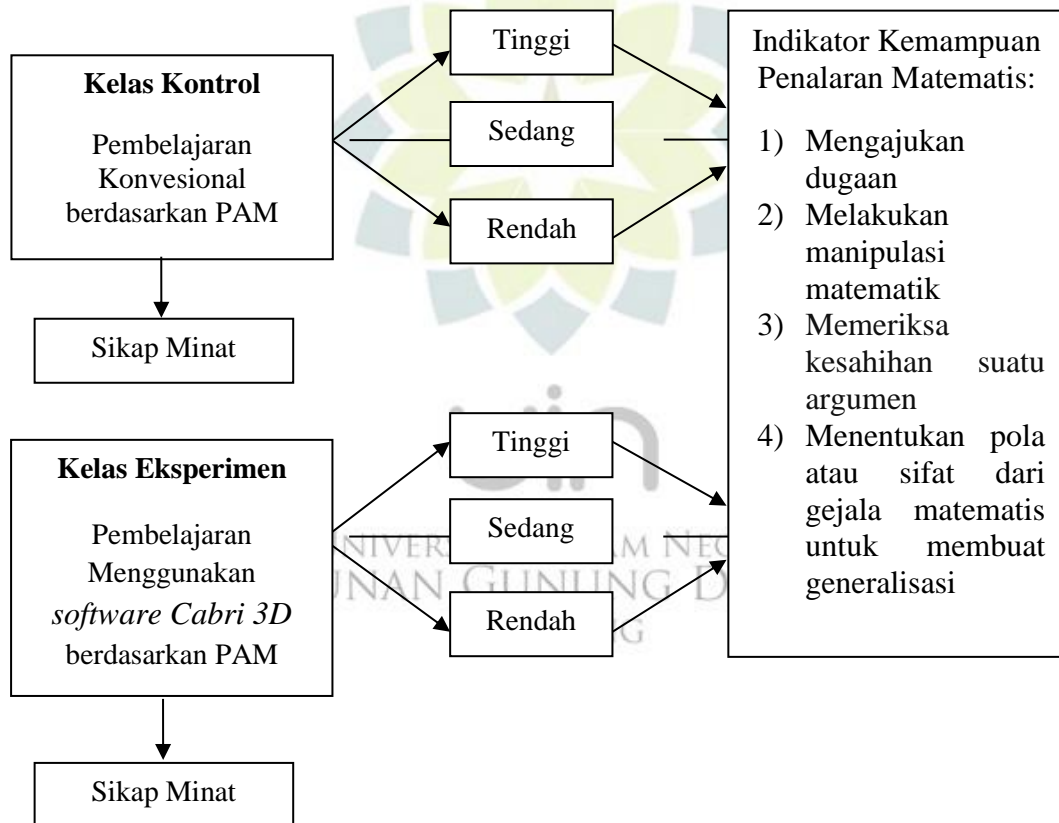 Kelas Kontrol
Pembelajaran
Konvesional
berdasarkan PAM
Sikap Minat
Tinggi
Sedang
Rendah
Kelas Eksperimen
Pembelajaran
Menggunakan
software Cabri 3D
berdasarkan PAM
Sikap Minat
Tinggi
Sedang
Rendah
Indikator Kemampuan
Penalaran Matematis:
1) Mengajukan
dugaan
2) Melakukan
manipulasi
matematik
3) Memeriksa
kesahihan suatu
argumen
4) Menentukan pola
atau sifat dari
gejala matematis
untuk membuat
generalisasi
uin